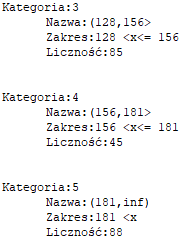 Kategoria:3
Nazwa:(128,156>
Zakres:128 <x<= 156
Liczność:85
Kategoria:4
Nazwa:(156,181>
Zakres:156 <x<= 181
Liczność:45
Kategoria:5
Nazwa:(181,inf)
Zakres:181 <x
Liczność:88